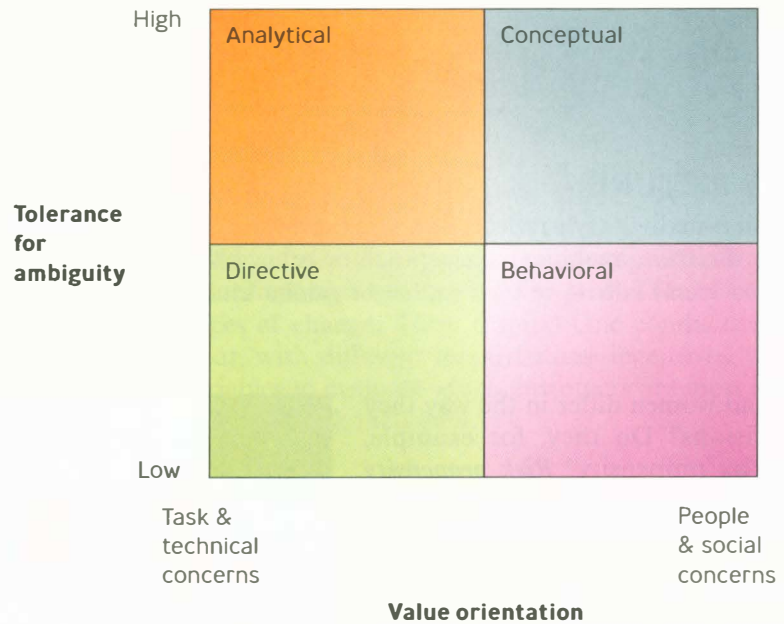 High
Analytical
Conceptual
Tolerance
for
ambiguity
Directive
Behavioral
Low
Task &
technical
concerns
People
& social
concerns
Value orientation